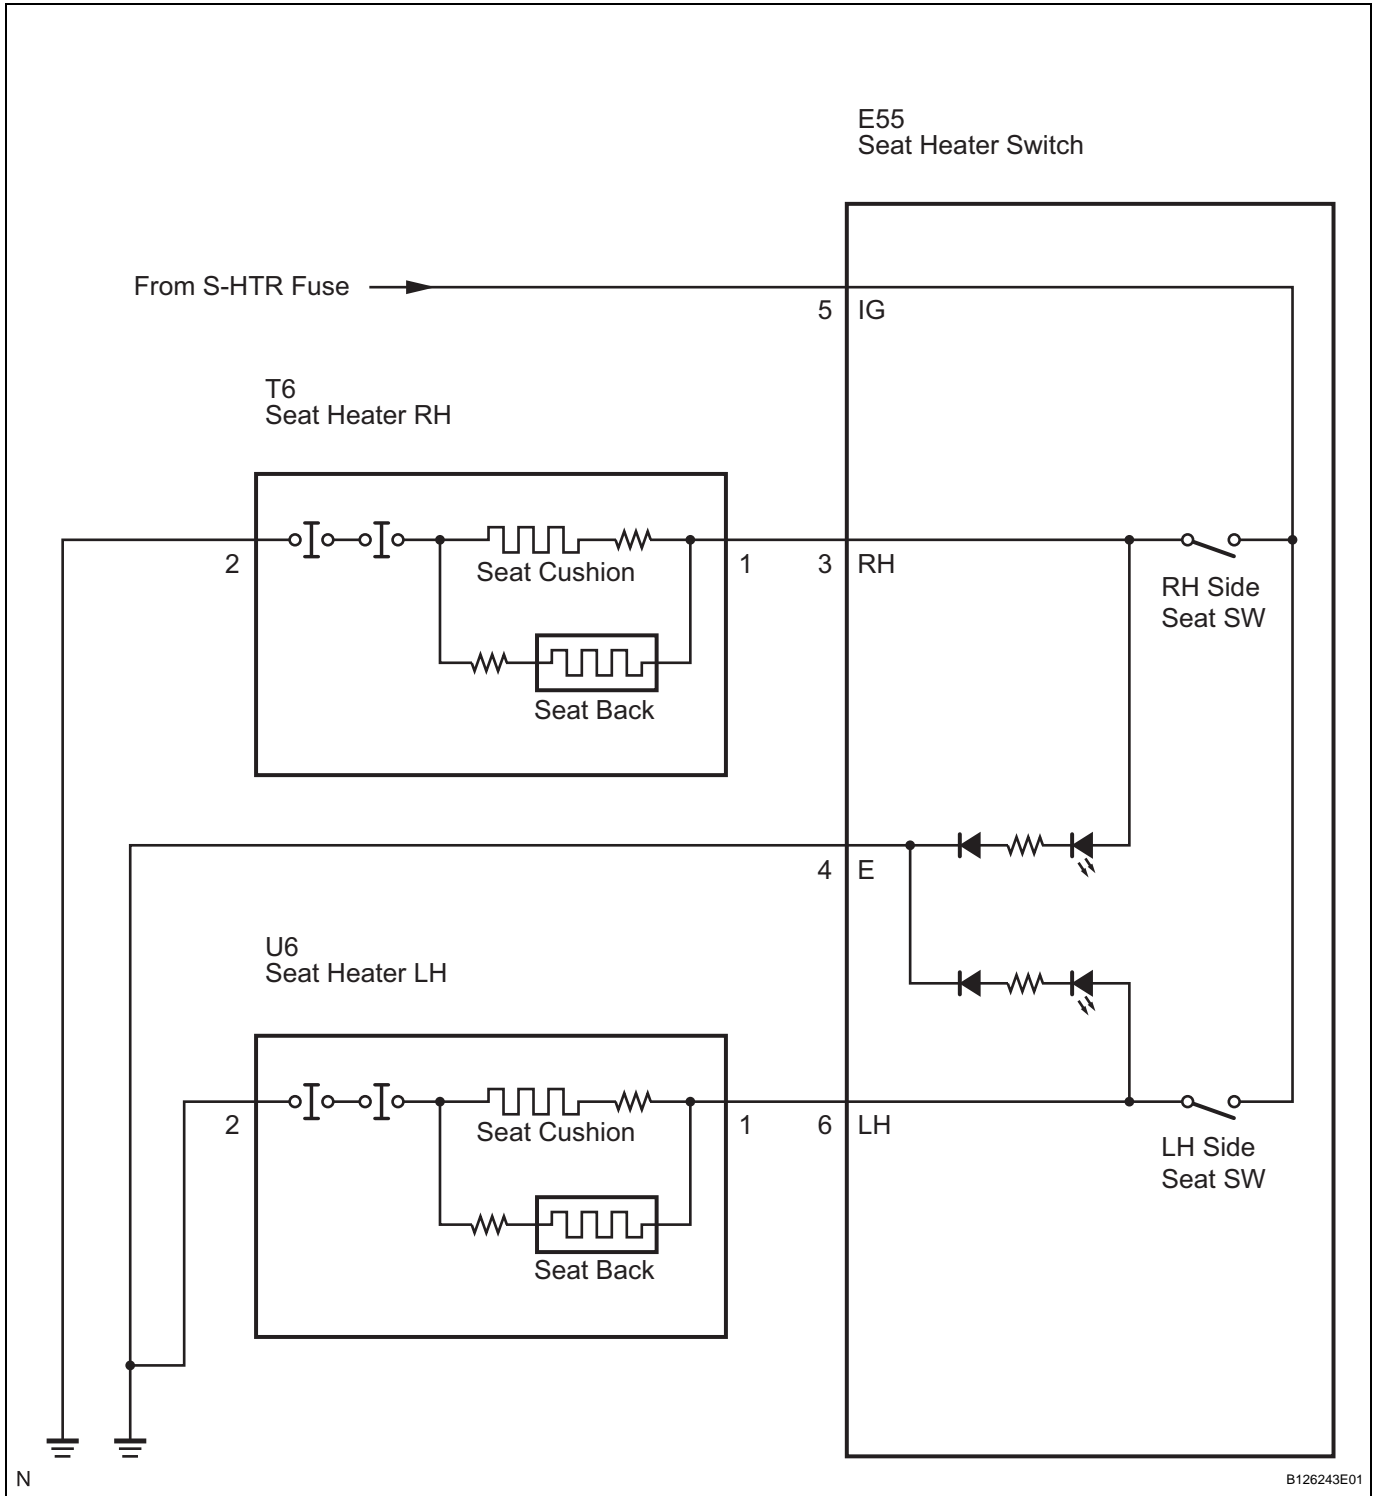 E55
Seat Heater Switch
From S-HTR Fuse
5 IG
T6
Seat Heater RH
2
Seat Cushion
1
3 RH
RH Side
Seat SW
Seat Back
4 E
U6
Seat Heater LH
2
Seat Cushion
1
6 LH
LH Side
Seat SW
Seat Back
N
B126243E01